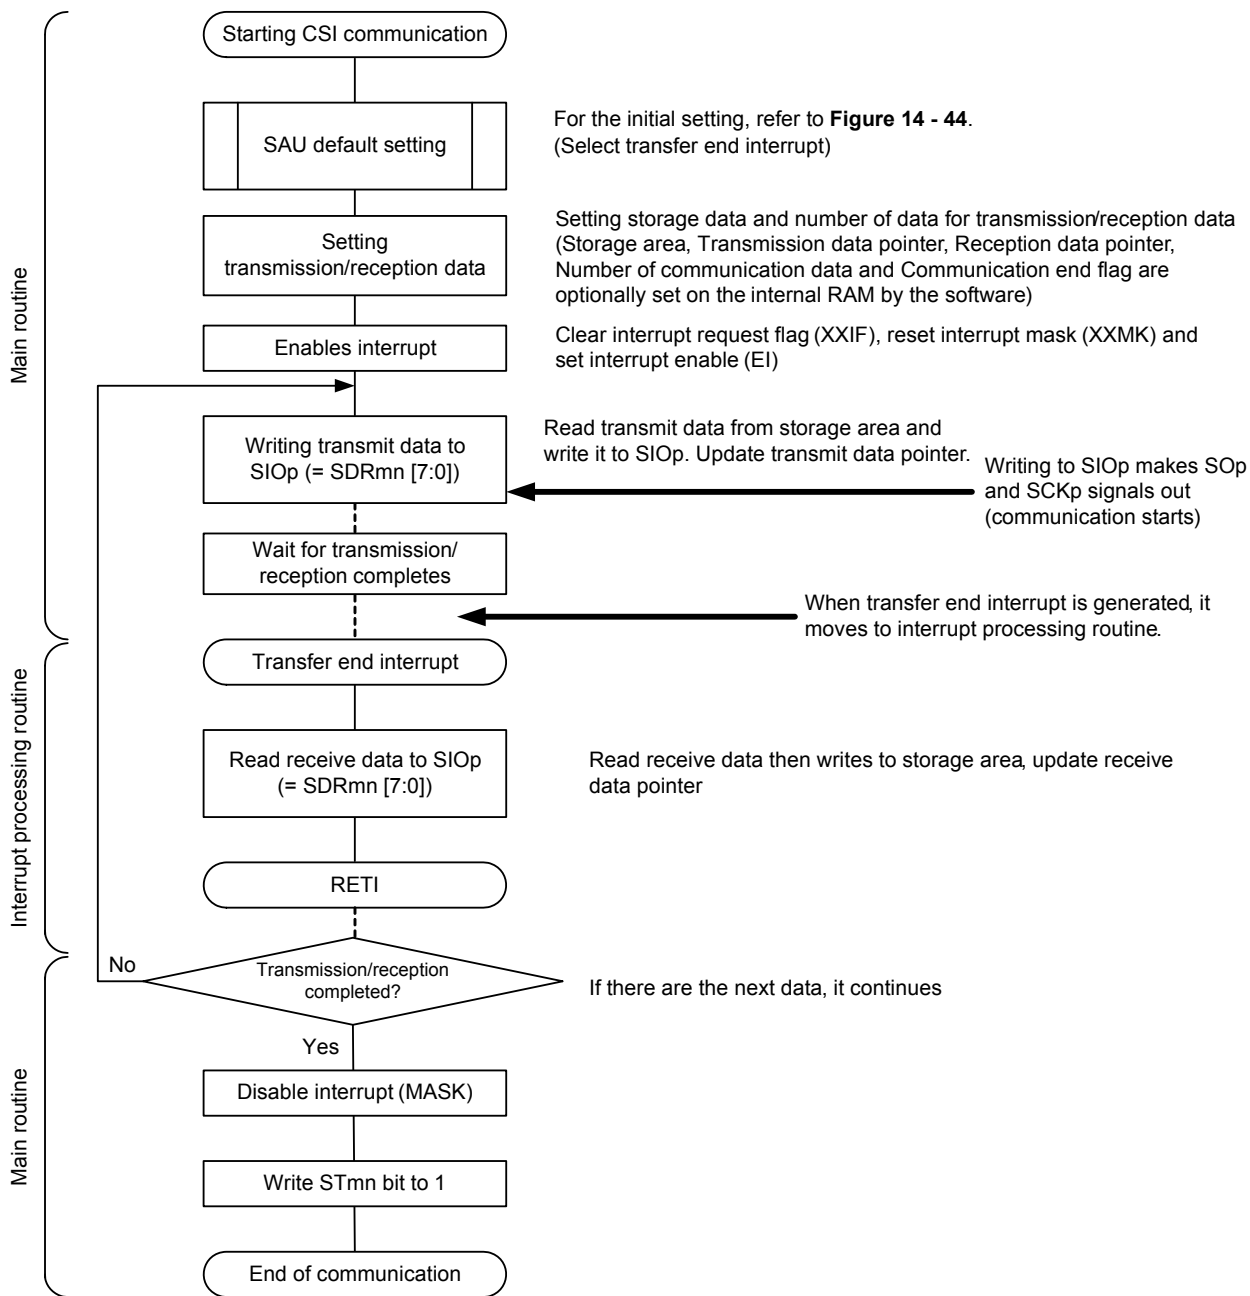 Starting CSI communication
SAU default setting
For the initial setting, refer to Figure 14 - 44.
(Select transfer end interrupt)
Setting
transmission/reception data
Setting storage data and number of data for transmission/reception data
(Storage area, Transmission data pointer, Reception data pointer,
Number of communication data and Communication end flag are
optionally set on the internal RAM by the software)
Main routine
Enables interrupt
Clear interrupt request flag (XXIF), reset interrupt mask (XXMK) and
set interrupt enable (EI)
Writing transmit data to
SIOp (= SDRmn [7:0])
Read transmit data from storage area and
write it to SIOp. Update transmit data pointer.
Writing to SIOp makes SOp
and SCKp signals out
(communication starts)
Wait for transmission/
reception completes
When transfer end interrupt is generated, it
moves to interrupt processing routine.
Transfer end interrupt
Interrupt processing routine
Read receive data to SIOp
(= SDRmn [7:0])
Read receive data then writes to storage area, update receive
data pointer
RETI
No
Transmission/reception
completed?
If there are the next data, it continues
Yes
Main routine
Disable interrupt (MASK)
Write STmn bit to 1
End of communication